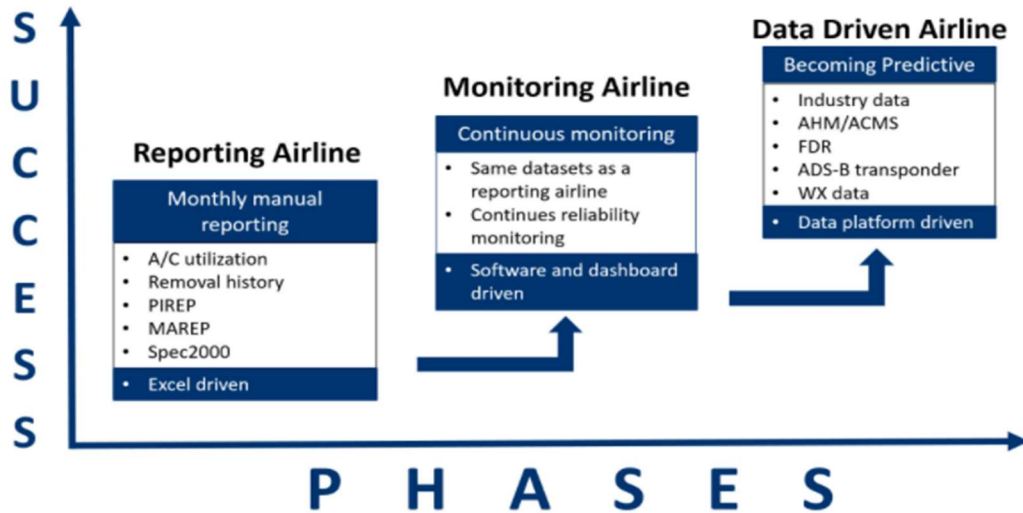 SUCCESS
Reporting Airline
Monthly manual
reporting
• A/C utilization
• Removal history
• PIREP
• MAREP
• Spec2000
• Excel driven
Monitoring Airline
Continuous monitoring
• Same datasets as a
reporting airline
• Continues reliability
monitoring
• Software and dashboard
driven
Data Driven Airline
Becoming Predictive
• Industry data
• AHM/ACMS
• FDR
• ADS-B transponder
• WX data
• Data platform driven
PHASES